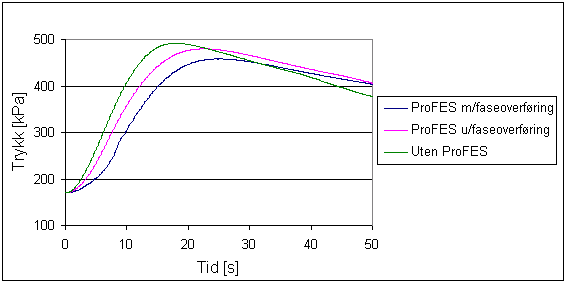 Trykk [kPa]
500
400
300
200
100
0 10 20 30 40 50
Tid [s]
ProFES m/faseoverføring
ProFES u/faseoverføring
Uten ProFES